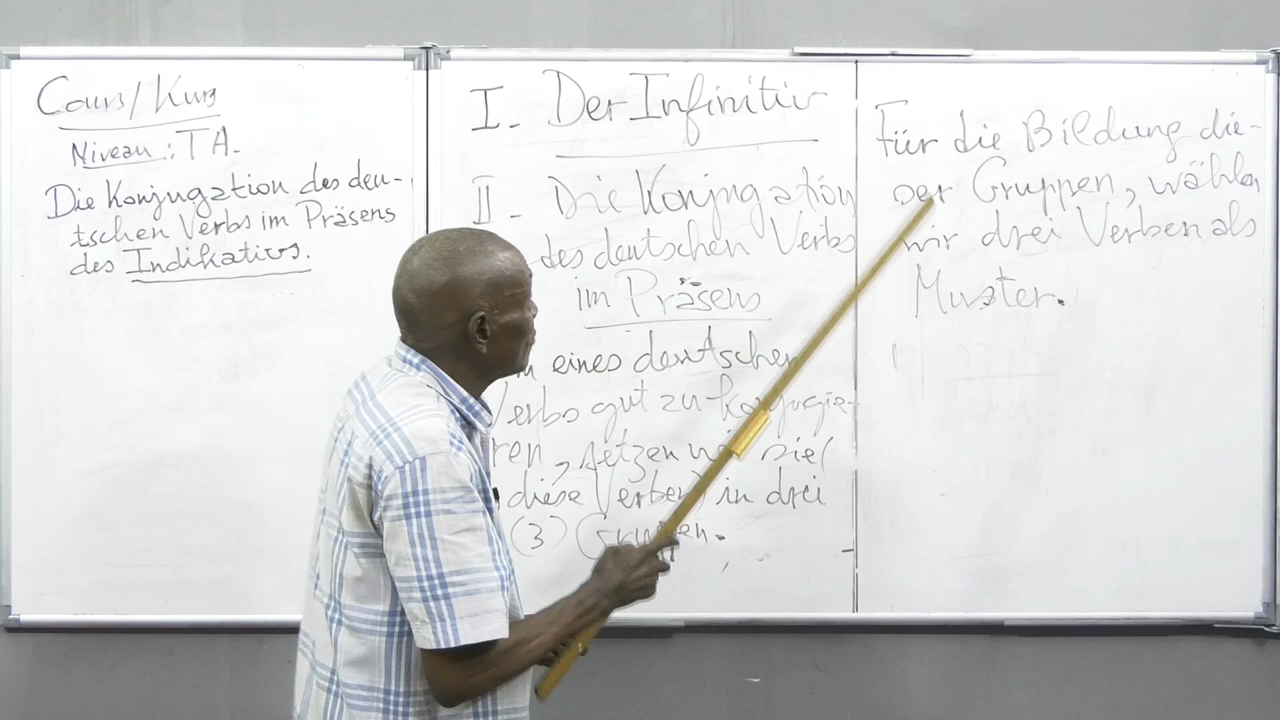 Cours/Kurs
Niveau : TA.
Die Konjugation des deu-
tschen Verbs im Präsens
des Indikativs.
I- Der Infinitiv
II- Die Konjugation
des deutschen Verbs
im Präsens
eines deutschen
Verbs gut zu konjugie-
ren, setzen wir sie(
diese Verben) in drei
(3) Gruppen.
Für die Bildung die-
ser Gruppen, wählen
wir drei Verben als
Muster.